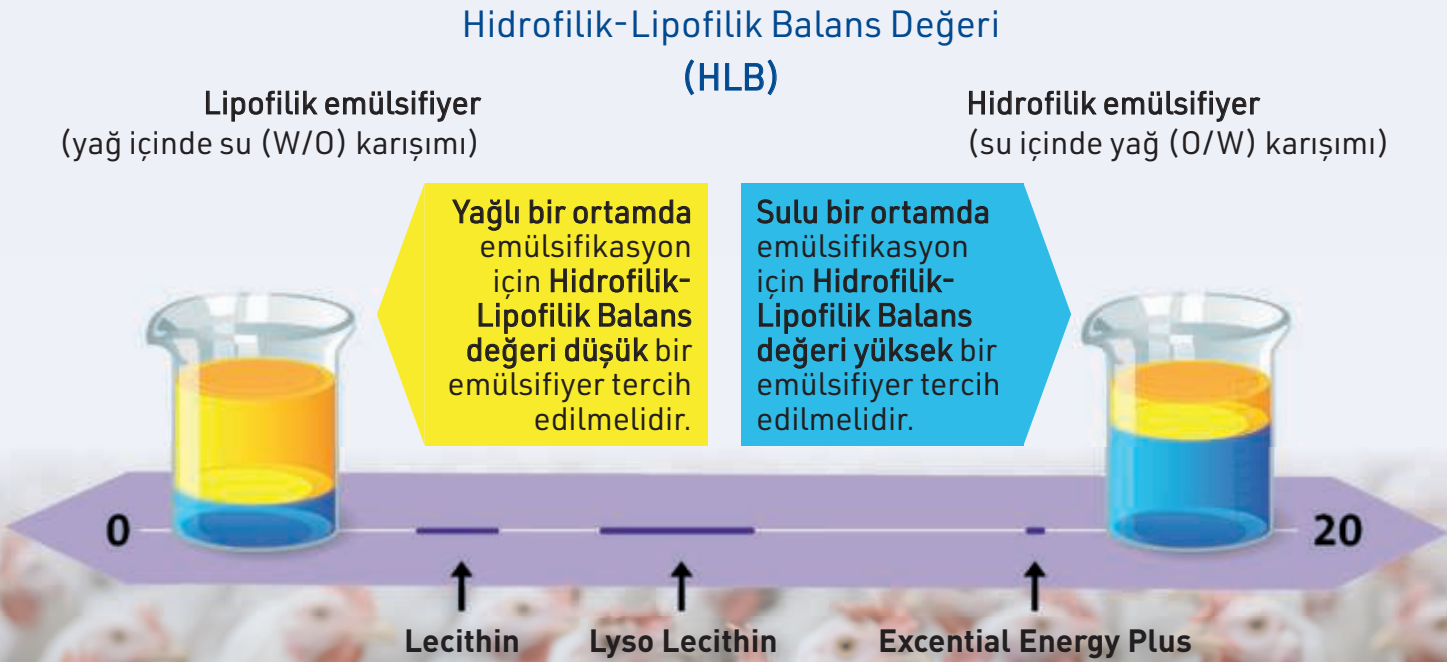 Hidrofilik-Lipofilik Balans Değeri
(HLB)
Lipofilik emülsifiyer
(yağ içinde su (W/O) karışımı)
Hidrofilik emülsifiyer
(su içinde yağ (O/W) karışımı)
Yağlı bir ortamda
emülsifikasyon
için Hidrofilik-
Lipofilik Balans
değeri düşük bir
emülsifiyer tercih
edilmelidir.
Sulu bir ortamda
emülsifikasyon
için Hidrofilik-
Lipofilik Balans
değeri yüksek bir
emülsifiyer tercih
edilmelidir.
0
20
Lecithin
Lyso Lecithin
Excential Energy Plus